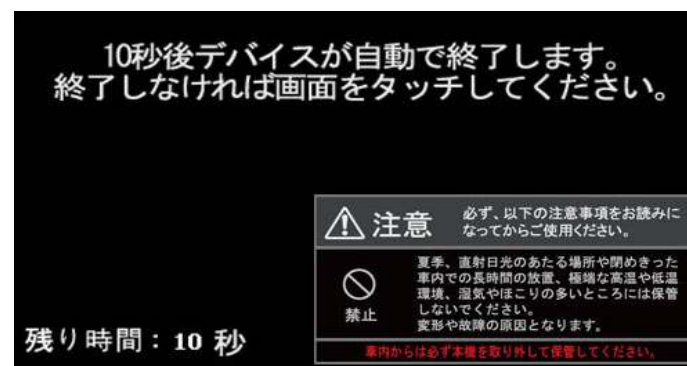 10秒後デバイスが自動で終了します。
終了しなければ画面をタッチしてください。
注意
必ず、以下の注意事項をお読みに
なってからご使用ください。
禁止
夏季、直射日光のあたる場所や閉めきった
車内での長時間の放置、極端な高温や低温
環境、湿気やほこりの多いところには保管
しないでください。
変形や故障の原因となります。
車内からは必ず本機を取り外して保管してください。
残り時間：10 秒